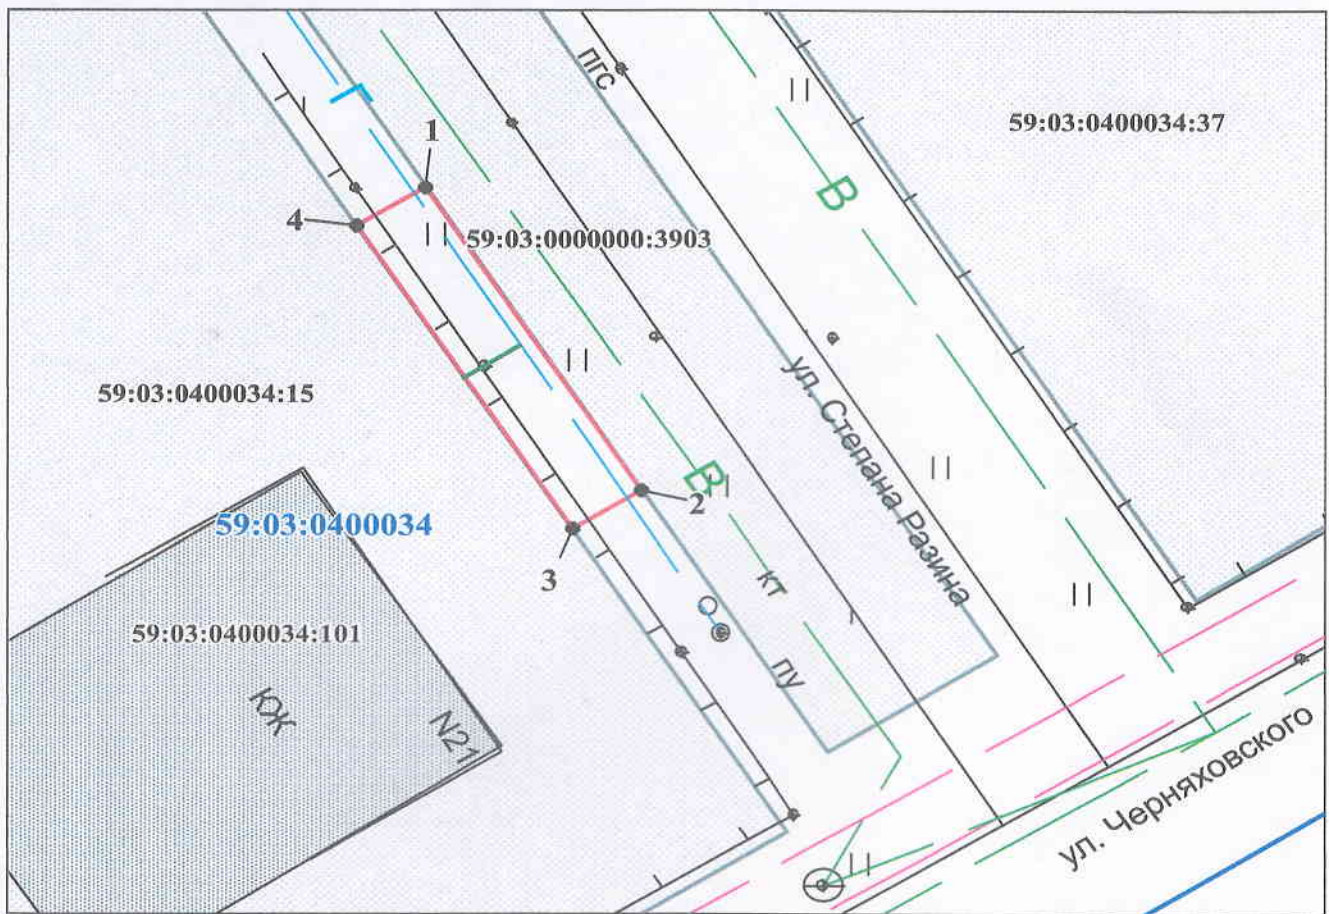 пгс
59:03:0400034:37
Г
1
В
4
59:03:0000000:3903
59:03:0400034:15
ул. Степана Разина
В
2
59:03:0400034
3
кт
59:03:0400034:101
пу
КЖ
N21
ул. Черняховского